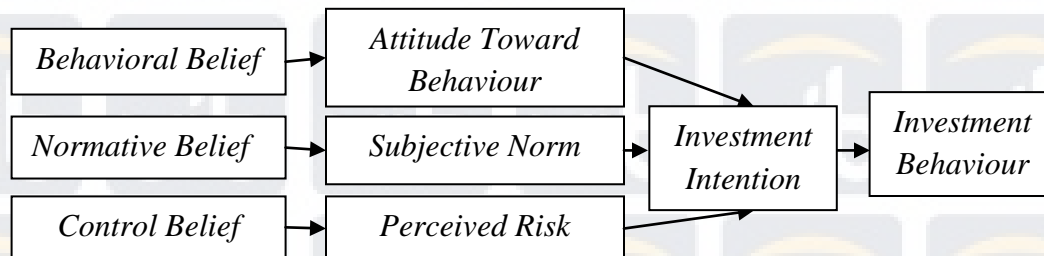 Behavioral Belief
Attitude Toward
Behaviour
Normative Belief
Subjective Norm
Control Belief
Perceived Risk
Investment
Intention
Investment
Behaviour